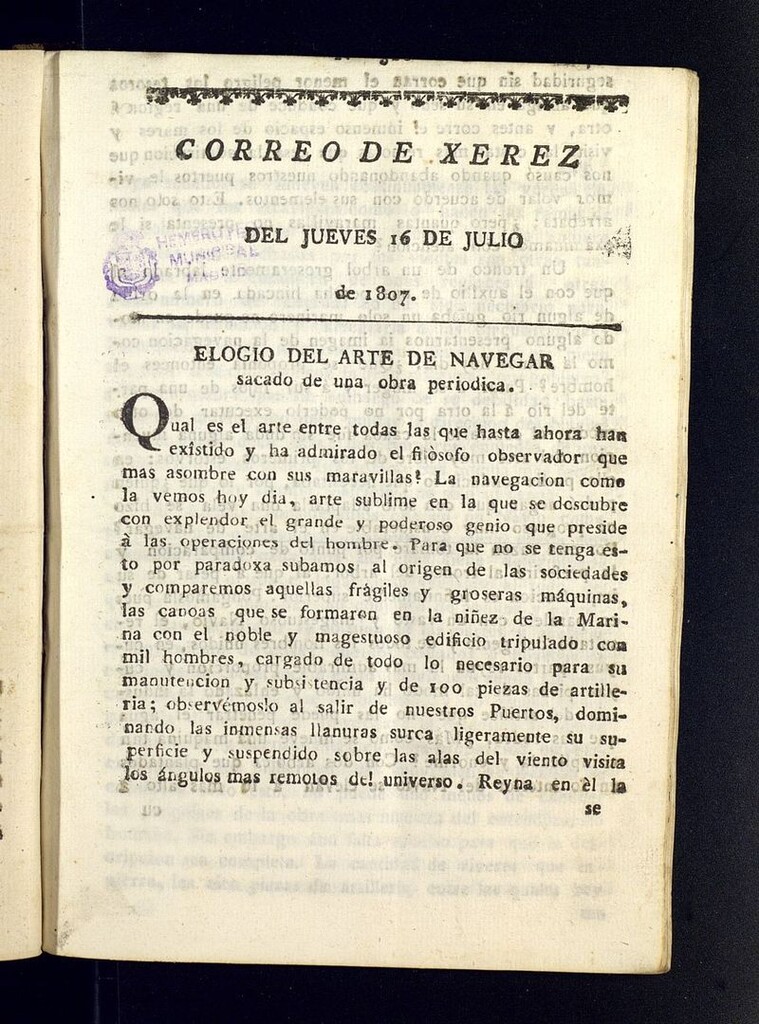 CORREO DE XEREZ
DEL JUEVES 16 DE JULIO
de 1807.
HEMEROTECA
MUNICIPAL
MADRID
ELOGIO DEL ARTE DE NAVEGAR
sacado de una obra periodica.
Qual es el arte entre todas las que hasta ahora han
existido y ha admirado el filòsofo observador que
mas asombre con sus maravillas? La navegacion como
la vemos hoy dia, arte sublime en la que se descubre
con explendor el grande y poderoso genio que preside
à las operaciones del hombre. Para que no se tenga es-
to por paradoxa subamos al origen de las sociedades
y comparemos aquellas frágiles y groseras máquinas,
las canoas que se formaron en la niñez de la Mari-
na con el noble y magestuoso edificio tripulado con
mil hombres, cargado de todo lo necesario para su
manutencion y subsistencia y de 100 piezas de artille-
ria; observémoslo al salir de nuestros Puertos, domi-
nando las inmensas llanuras surca ligeramente su su-
perficie y suspendido sobre las alas del viento visita
los ángulos mas remotos del universo. Reyna en èl la
se